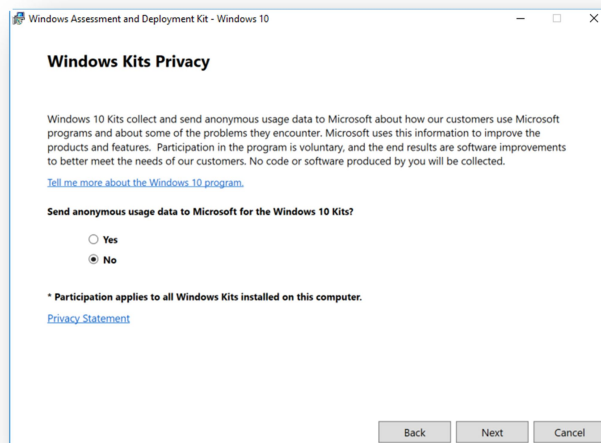 Windows Assessment and Deployment Kit - Windows 10
Windows Kits Privacy
Windows 10 Kits collect and send anonymous usage data to Microsoft about how our customers use Microsoft
programs and about some of the problems they encounter. Microsoft uses this information to improve the
products and features. Participation in the program is voluntary, and the end results are software improvements
to better meet the needs of our customers. No code or software produced by you will be collected.
Tell me more about the Windows 10 program.
Send anonymous usage data to Microsoft for the Windows 10 Kits?
Yes
No
* Participation applies to all Windows Kits installed on this computer.
Privacy Statement
Back Next Cancel